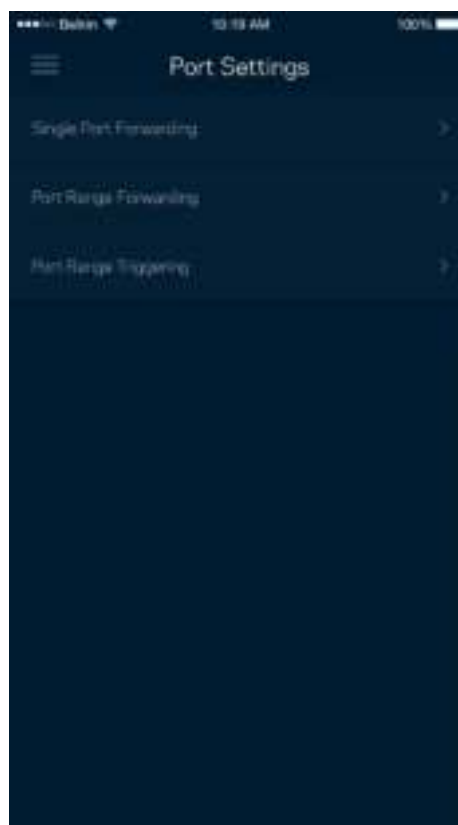 Belkin 10:19 AM 100%
Port Settings
Single Port Forwarding
Port Range Forwarding
Port Range Triggering